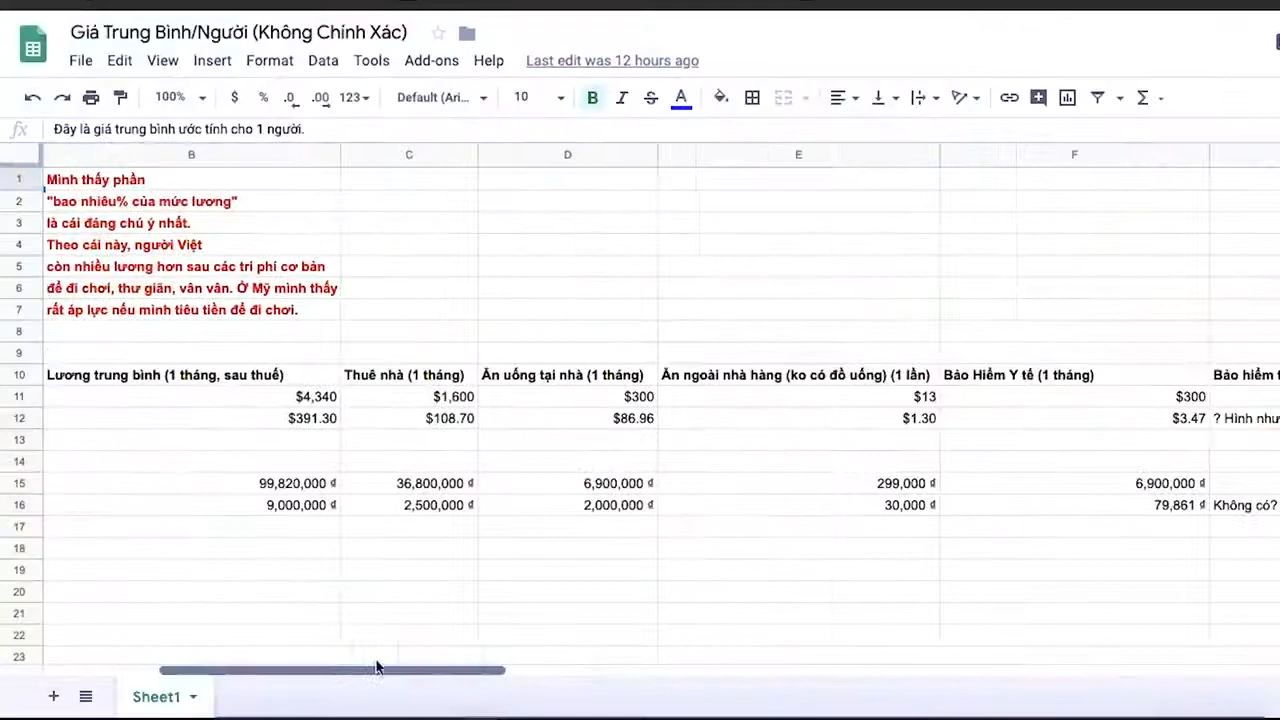 Giá Trung Bình/Người (Không Chính Xác)
File Edit View Insert Format Data Tools Add-ons Help Last edit was 12 hours ago
100% $ % .0 .00 123 Default (Ari... 10 B I S A Σ
fx Đây là giá trung bình ước tính cho 1 người.
B C D E F
1 Mình thấy phần
2 "bao nhiêu% của mức lương"
3 là cái đáng chú ý nhất.
4 Theo cái này, người Việt
5 còn nhiều lương hơn sau các tri phí cơ bản
6 để đi chơi, thư giãn, vân vân. Ở Mỹ mình thấy
7 rất áp lực nếu mình tiêu tiền để đi chơi.
8
9
10 Lương trung bình (1 tháng, sau thuế) Thuê nhà (1 tháng) Ăn uống tại nhà (1 tháng) Ăn ngoài nhà hàng (ko có đồ uống) (1 lần) Bảo Hiểm Y tế (1 tháng) Bảo hiểm
11 $4,340 $1,600 $300 $13 $300
12 $391.30 $108.70 $86.96 $1.30 $3.47 ? Hình như
13
14
15 99,820,000 ₫ 36,800,000 ₫ 6,900,000 ₫ 299,000 ₫ 6,900,000 ₫
16 9,000,000 ₫ 2,500,000 ₫ 2,000,000 ₫ 30,000 ₫ 79,861 ₫ Không có?
17
18
19
20
21
22
23
+ Sheet1